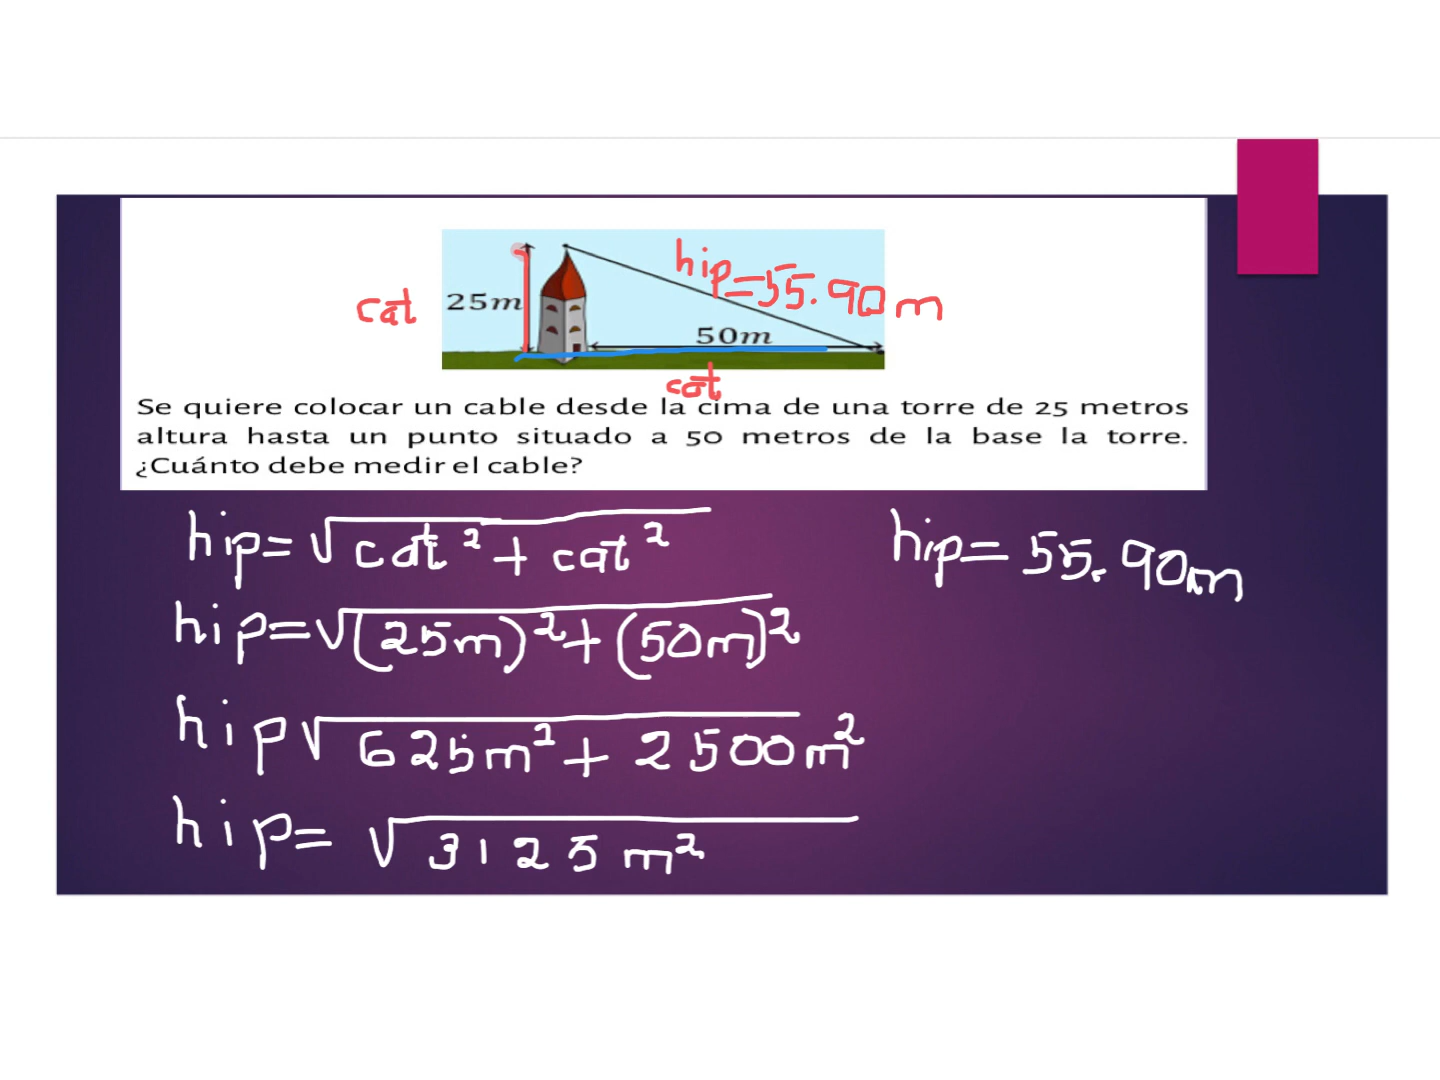 cat
25m
hip=55.90m
50m
cat
Se quiere colocar un cable desde la cima de una torre de 25 metros
altura hasta un punto situado a 50 metros de la base la torre.
¿Cuánto debe medir el cable?
hip=√cat²+cat²
hip=√(25m)²+(50m)²
hip√625m²+2500m²
hip=√3125m²
hip=55.90m